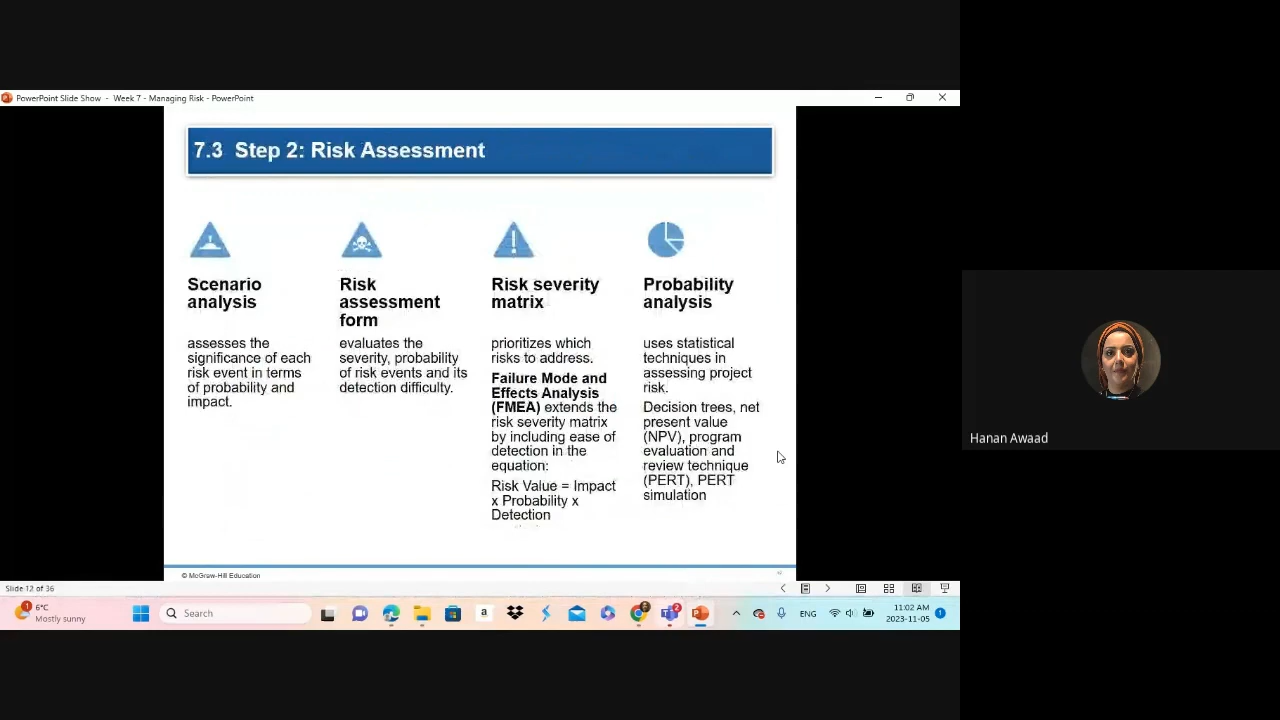 PowerPoint Slide Show - Week 7 - Managing Risk - PowerPoint
7.3 Step 2: Risk Assessment
Scenario
analysis
assesses the
significance of each
risk event in terms
of probability and
impact.
Risk
assessment
form
evaluates the
severity, probability
of risk events and its
detection difficulty.
Risk severity
matrix
prioritizes which
risks to address.
Failure Mode and
Effects Analysis
(FMEA) extends the
risk severity matrix
by including ease of
detection in the
equation:
Risk Value = Impact
x Probability x
Detection
Probability
analysis
uses statistical
techniques in
assessing project
risk.
Decision trees, net
present value
(NPV), program
evaluation and
review technique
(PERT), PERT
simulation
© McGraw-Hill Education
Slide 12 of 36
1
6°C
Mostly sunny
Search
a
2
ENG
11:02 AM
2023-11-05
1
Hanan Awaad